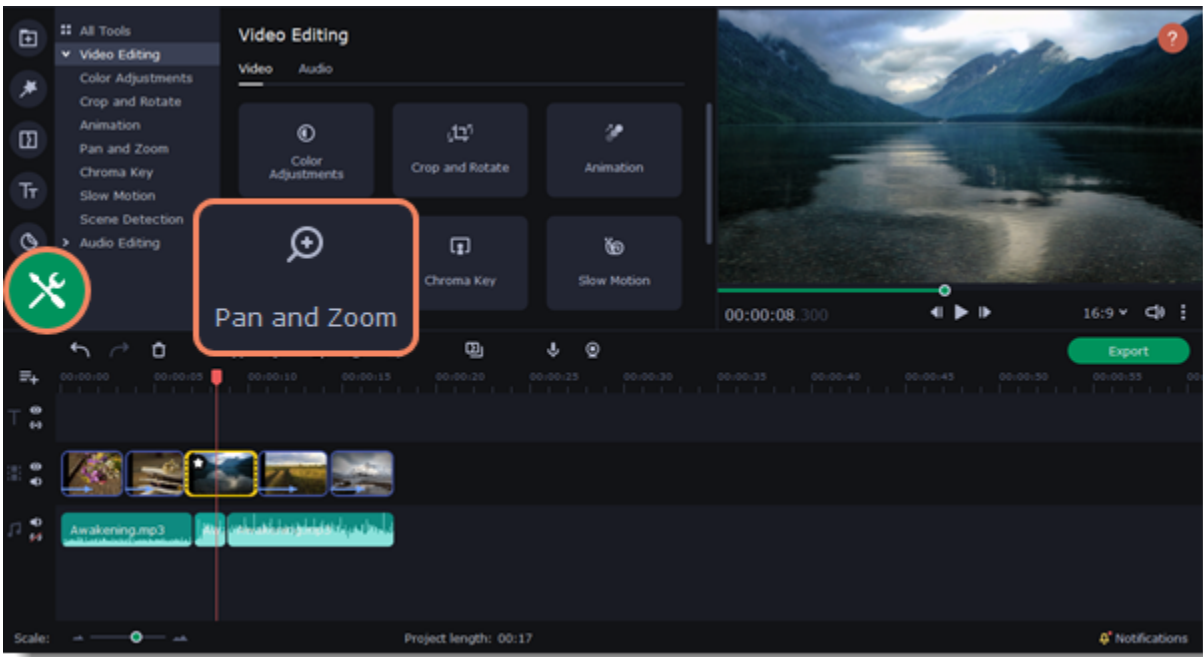 All Tools
Video Editing
Color Adjustments
Crop and Rotate
Animation
Pan and Zoom
Chroma Key
Slow Motion
Scene Detection
Audio Editing
Video Editing
Video Audio
Color
Adjustments
Crop and Rotate
Animation
Pan and Zoom
Chroma Key
Slow Motion
?
00:00:08.300
16:9
Export
00:00:00 00:00:05 00:00:10 00:00:15 00:00:20 00:00:25 00:00:30 00:00:35 00:00:40 00:00:45 00:00:50 00:00:55
Awakening.mp3
Scale:
Project length: 00:17
Notifications